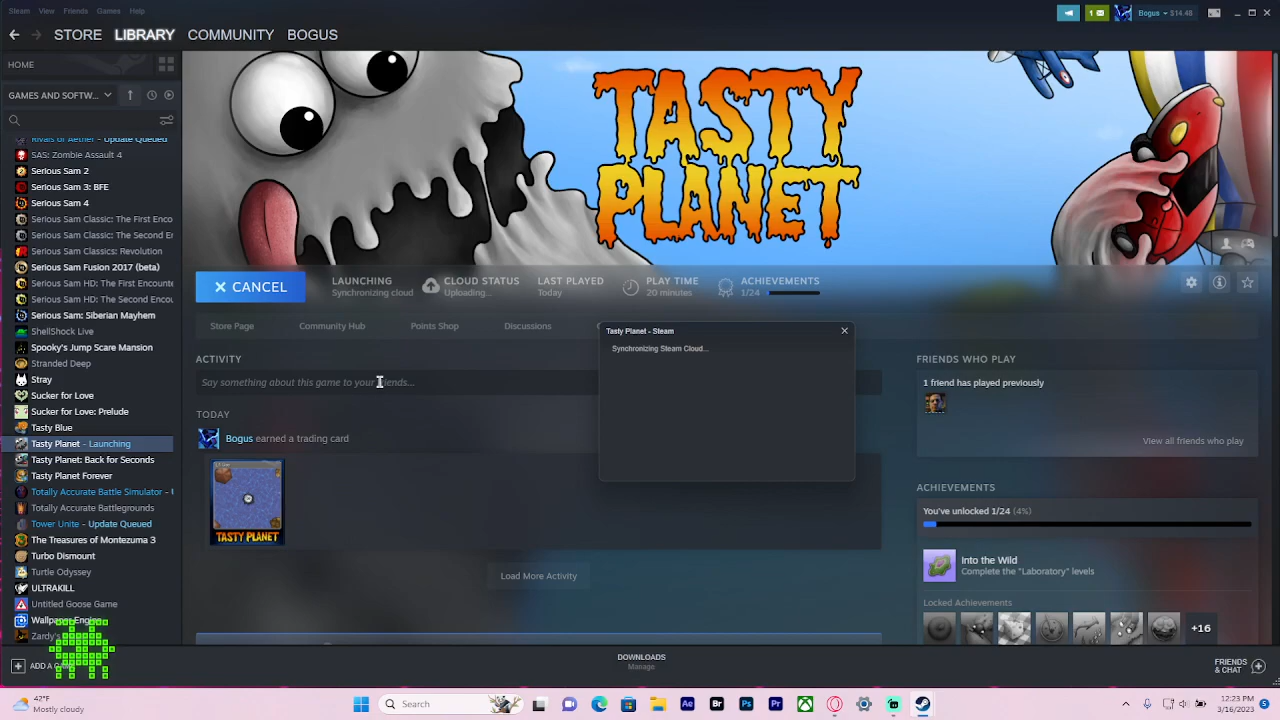 Steam View Friends Games Help
1 Bogus $14.48
STORE LIBRARY COMMUNITY BOGUS
HOME
GAMES AND SOFTW...
Rivals of Aether - Update Queued
SAS: Zombie Assault 4
Serious Sam 2
Serious Sam 3: BFE
Serious Sam 4
Serious Sam Classic: The First Enco
Serious Sam Classic: The Second E
Serious Sam Classics: Revolution
Serious Sam Fusion 2017 (beta)
Serious Sam HD: The First Encounte
Serious Sam HD: The Second Encou
Serious Sam: Siberian Mayhem
ShellShock Live
Spooky's Jump Scare Mansion
Stranded Deep
Stray
Sucker for Love
Sucker for Love: Prelude
Tasty Blue
Tasty Planet - Launching
Tasty Planet: Back for Seconds
Tasty Planet Forever
Totally Accurate Battle Simulator - U
Totally Accurate Battlegrounds
Tower Unite - Update Queued
The Treasures of Montezuma 3
Turbo Dismount
Turtle Odyssey
ULTRAKILL
Untitled Goose Game
TASTY
PLANET
CANCEL
LAUNCHING
Synchronizing cloud
CLOUD STATUS
Uploading...
LAST PLAYED
Today
PLAY TIME
20 minutes
ACHIEVEMENTS
1/24
Store Page Community Hub Points Shop Discussions
Tasty Planet - Steam
Synchronizing Steam Cloud...
ACTIVITY
Say something about this game to your friends...
TODAY
Bogus earned a trading card
TASTY PLANET
Load More Activity
FRIENDS WHO PLAY
1 friend has played previously
View all friends who play
ACHIEVEMENTS
You've unlocked 1/24 (4%)
Into the Wild
Complete the "Laboratory" levels
Locked Achievements
+16
ADD A GAME
DOWNLOADS
Manage
FRIENDS
& CHAT
42°F
Mostly cloudy
Search
Ae Br Ps Pr
12:23 PM
3/16/2023